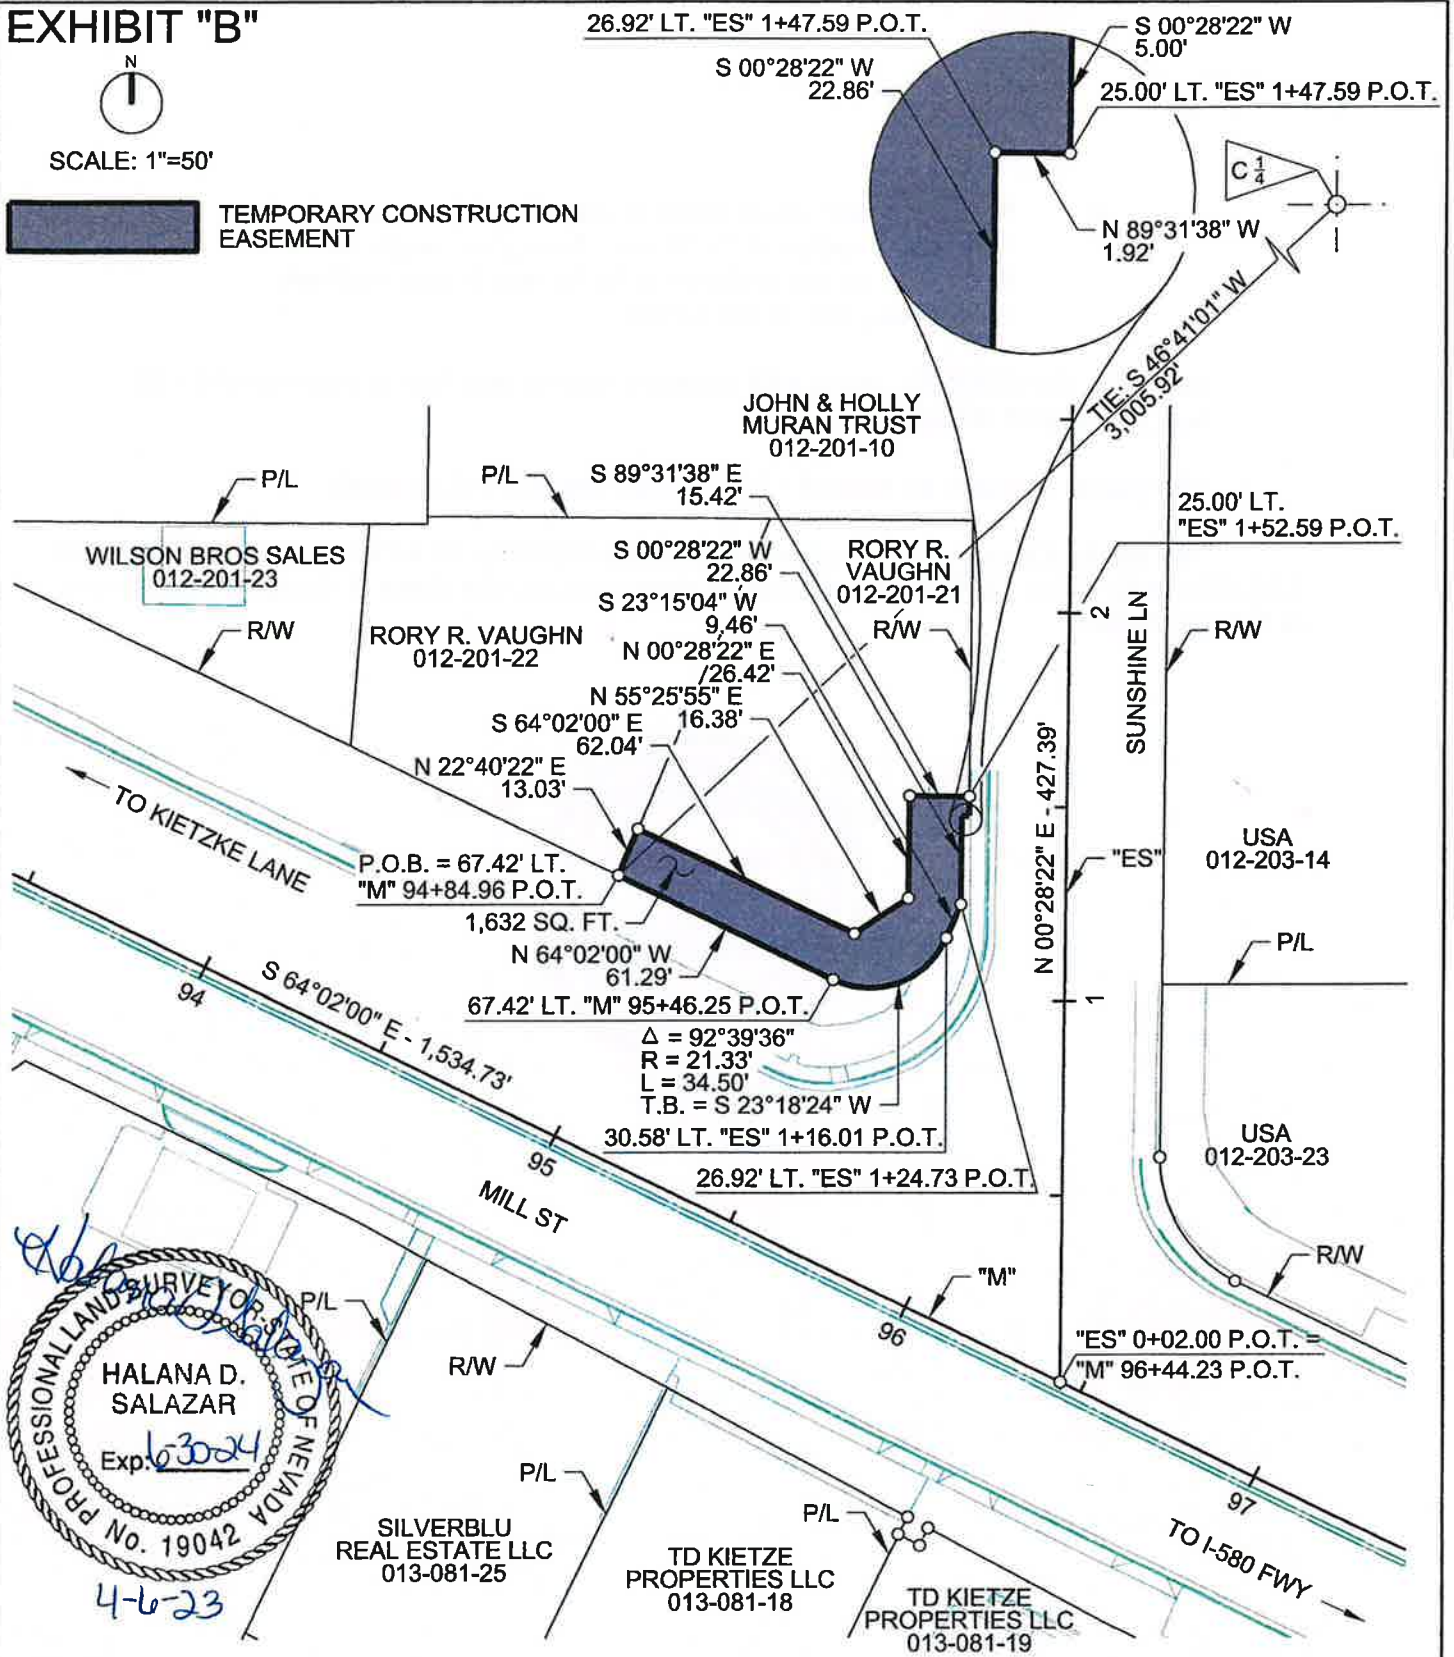 EXHIBIT "B"
N
SCALE: 1"=50'
TEMPORARY CONSTRUCTION
EASEMENT
26.92' LT. "ES" 1+47.59 P.O.T.
S 00°28'22" W
5.00'
S 00°28'22" W
22.86'
25.00' LT. "ES" 1+47.59 P.O.T.
C 1/4
N 89°31'38" W
1.92'
TIE: S 46°41'01" W
3,005.92'
JOHN & HOLLY
MURAN TRUST
012-201-10
P/L
P/L
S 89°31'38" E
15.42'
25.00' LT.
"ES" 1+52.59 P.O.T.
WILSON BROS SALES
012-201-23
S 00°28'22" W
22.86'
RORY R.
VAUGHN
012-201-21
S 23°15'04" W
9.46'
R/W
R/W
RORY R. VAUGHN
012-201-22
N 00°28'22" E
26.42'
2
SUNSHINE LN
R/W
N 55°25'55" E
16.38'
S 64°02'00" E
62.04'
N 22°40'22" E
13.03'
N 00°28'22" E - 427.39'
TO KIETZKE LANE
USA
012-203-14
"ES"
P.O.B. = 67.42' LT.
"M" 94+84.96 P.O.T.
1,632 SQ. FT.
N 64°02'00" W
61.29'
P/L
94
S 64°02'00" E - 1,534.73'
67.42' LT. "M" 95+46.25 P.O.T.
1
Δ = 92°39'36"
R = 21.33'
L = 34.50'
T.B. = S 23°18'24" W
30.58' LT. "ES" 1+16.01 P.O.T.
USA
012-203-23
95
26.92' LT. "ES" 1+24.73 P.O.T.
MILL ST
R/W
"M"
P/L
96
"ES" 0+02.00 P.O.T. =
"M" 96+44.23 P.O.T.
R/W
PROFESSIONAL LAND SURVEYOR-STATE OF NEVADA
HALANA D.
SALAZAR
Exp: 6-30-24
No. 19042
4-6-23
P/L
97
SILVERBLU
REAL ESTATE LLC
013-081-25
P/L
TO I-580 FWY
TD KIETZE
PROPERTIES LLC
013-081-18
TD KIETZE
PROPERTIES LLC
013-081-19